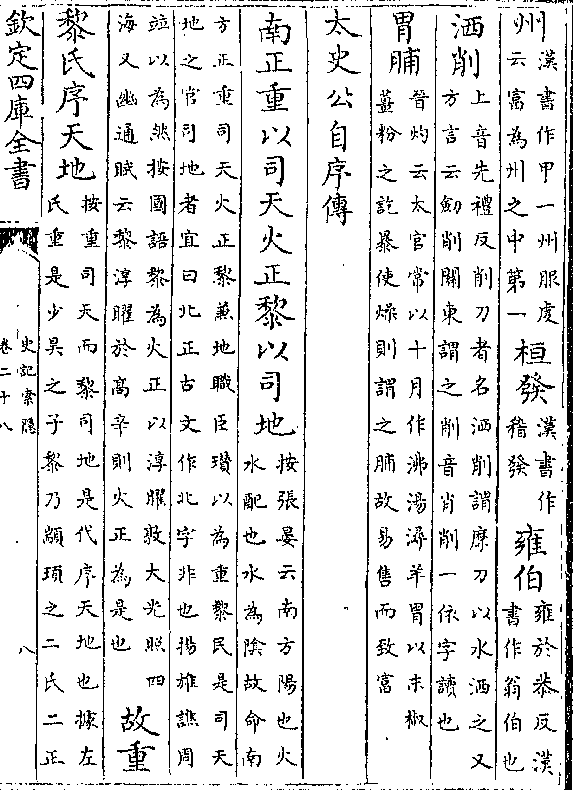 州漢書作甲一州服虔
云富為州之中第一
桓發漢書作
稽發
雍伯雍於恭反漢
書作翁伯也
洒削上音先禮反削刀者名洒削謂摩刀以水洒之又
方言云劒削關東謂之削音肖削一依字讀也
胃脯晉灼云太官常以十月作沸湯燖羊胃以末椒
薑粉之訖暴使燥則謂之脯故易售而致富
太史公自序傳
南正重以司天火正黎以司地按張晏云南方陽也火
水配也水為陰故命南
方正重司天火正黎兼地職臣瓚以為重黎民是司天
地之官司地者宜曰北正古文作北字非也揚雄譙周
竝以為然按國語黎為火正以淳曜敦大光照四
海又幽通賦云黎淳曜於髙辛則火正為是也
故重
黎氏序天地按重司天而黎司地是代序天地也據左
氏重是少昊之子黎乃顓頊之二氏二正
欽定四庫全書
史記索隱
卷二十八
八